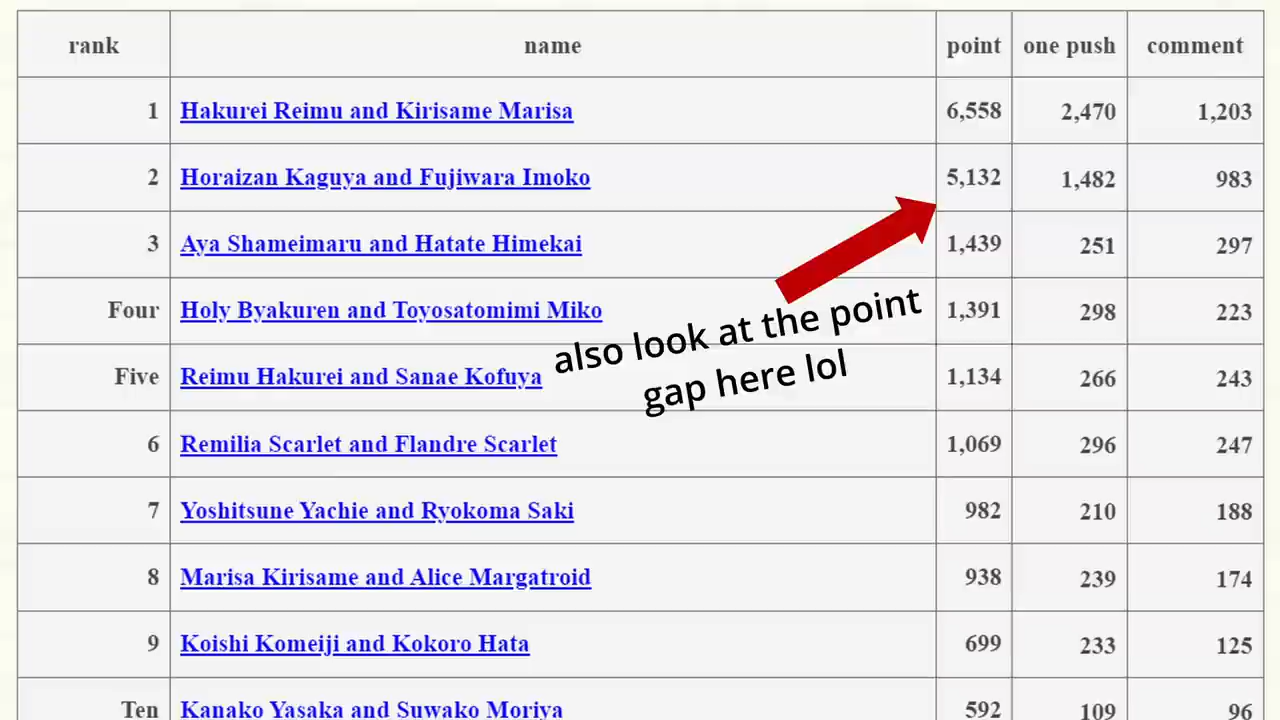 rank name point one push comment
1 Hakurei Reimu and Kirisame Marisa 6,558 2,470 1,203
2 Horaizan Kaguya and Fujiwara Imoko 5,132 1,482 983
3 Aya Shameimaru and Hatate Himekai 1,439 251 297
Four Holy Byakuren and Toyosatomimi Miko 1,391 298 223
also look at the point
gap here lol
Five Reimu Hakurei and Sanae Kofuya 1,134 266 243
6 Remilia Scarlet and Flandre Scarlet 1,069 296 247
7 Yoshitsune Yachie and Ryokoma Saki 982 210 188
8 Marisa Kirisame and Alice Margatroid 938 239 174
9 Koishi Komeiji and Kokoro Hata 699 233 125
Ten Kanako Yasaka and Suwako Moriya 592 109 96